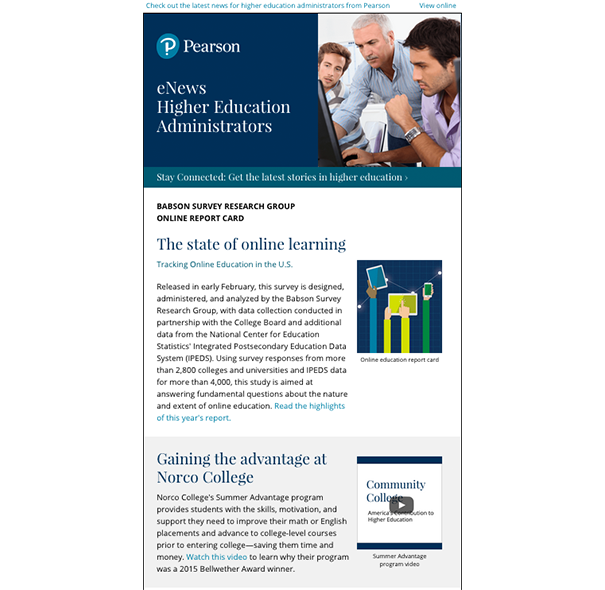 Check out the latest news for higher education administrators from Pearson
View online
Pearson
eNews
Higher Education
Administrators
Stay Connected: Get the latest stories in higher education ›
BABSON SURVEY RESEARCH GROUP
ONLINE REPORT CARD
The state of online learning
Tracking Online Education in the U.S.
Released in early February, this survey is designed,
administered, and analyzed by the Babson Survey
Research Group, with data collection conducted in
partnership with the College Board and additional
data from the National Center for Education
Statistics' Integrated Postsecondary Education Data
System (IPEDS). Using survey responses from more
than 2,800 colleges and universities and IPEDS data
for more than 4,000, this study is aimed at
answering fundamental questions about the nature
and extent of online education. Read the highlights
of this year's report.
Online education report card
Gaining the advantage at
Norco College
Norco College's Summer Advantage program
provides students with the skills, motivation, and
support they need to improve their math or English
placements and advance to college-level courses
prior to entering college—saving them time and
money. Watch this video to learn why their program
was a 2015 Bellwether Award winner.
Community
College
America's Contribution to
Higher Education
Summer Advantage
program video